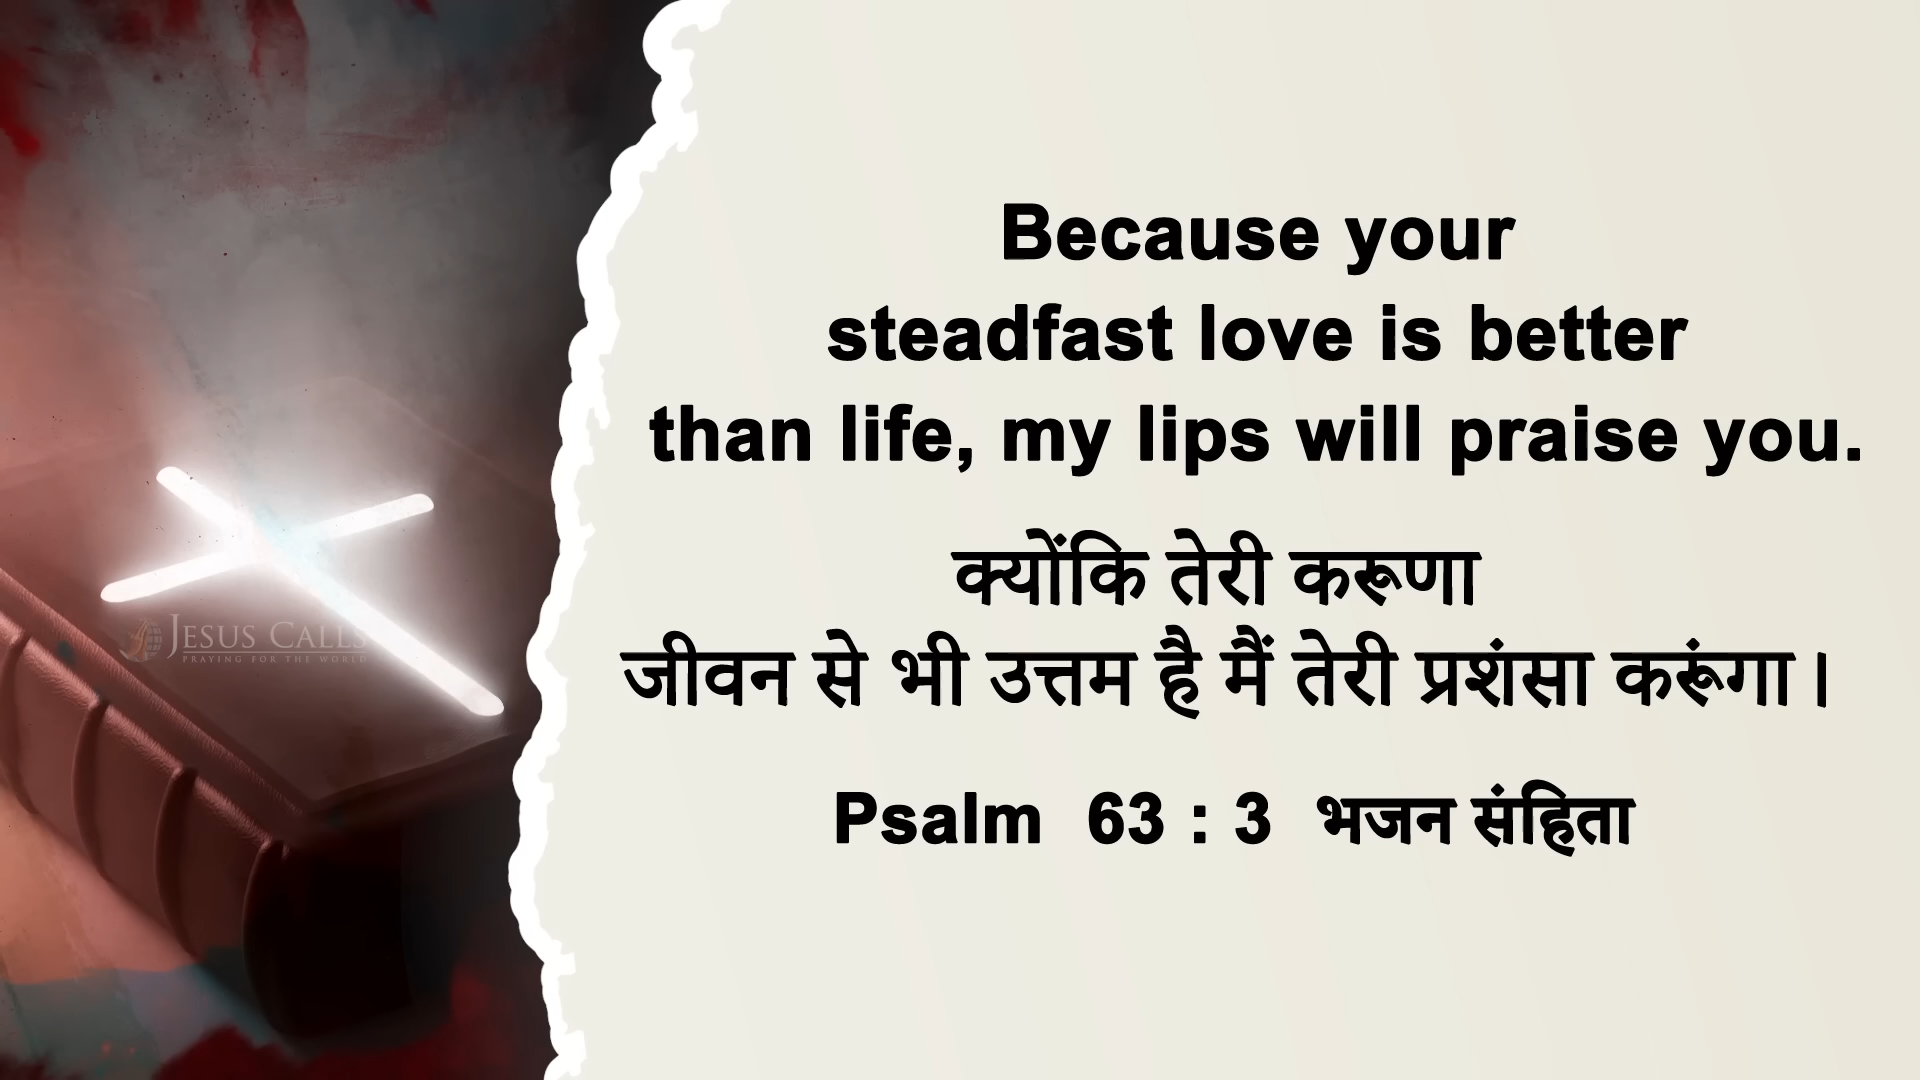 Because your
steadfast love is better
than life, my lips will praise you.
क्योंकि तेरी करूणा
जीवन से भी उत्तम है मैं तेरी प्रशंसा करूंगा।
Psalm 63 : 3 भजन संहिता
JESUS CALLS
PRAYING FOR THE WORLD